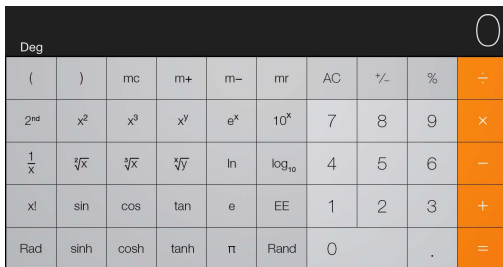 0
Deg
( ) mc m+ m− mr AC +/− % ÷
2nd x² x³ xʸ eˣ 10ˣ 7 8 9 ×
1/x ²√x ³√x ˣ√y ln log₁₀ 4 5 6 −
x! sin cos tan e EE 1 2 3 +
Rad sinh cosh tanh π Rand 0 . =